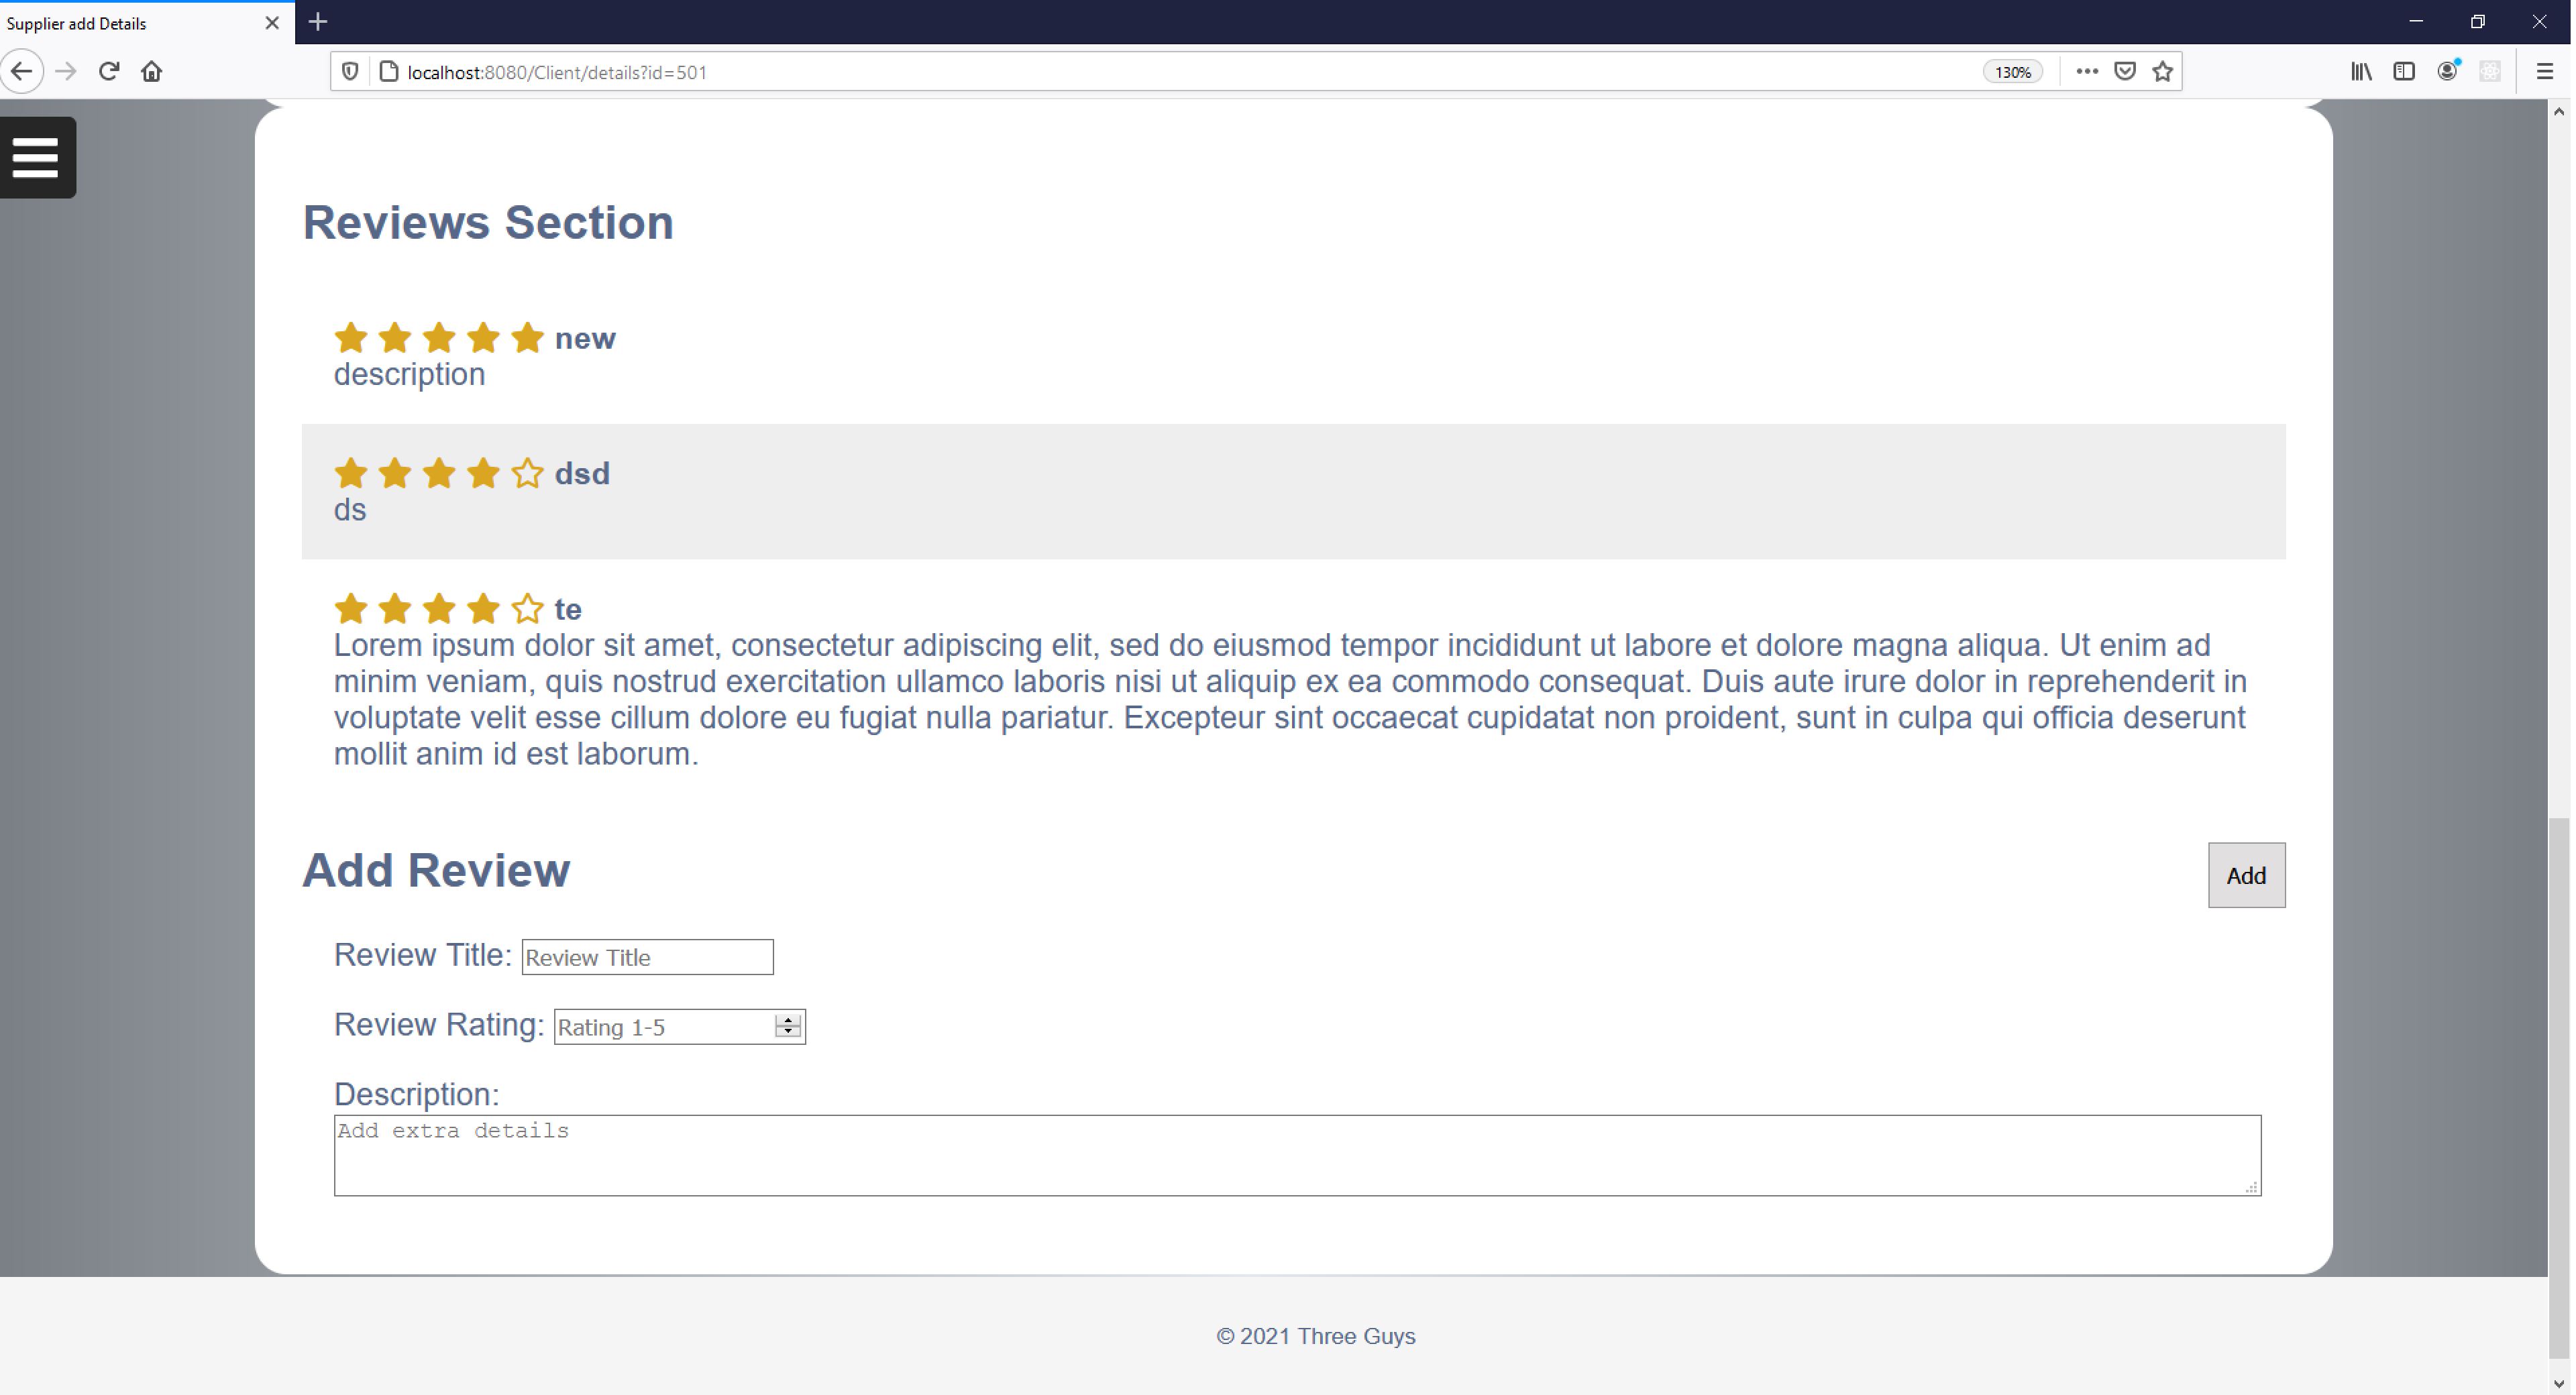 Supplier add Details
localhost:8080/Client/details?id=501
130%
Reviews Section
new
description
dsd
ds
te
Lorem ipsum dolor sit amet, consectetur adipiscing elit, sed do eiusmod tempor incididunt ut labore et dolore magna aliqua. Ut enim ad
minim veniam, quis nostrud exercitation ullamco laboris nisi ut aliquip ex ea commodo consequat. Duis aute irure dolor in reprehenderit in
voluptate velit esse cillum dolore eu fugiat nulla pariatur. Excepteur sint occaecat cupidatat non proident, sunt in culpa qui officia deserunt
mollit anim id est laborum.
Add Review
Add
Review Title: Review Title
Review Rating: Rating 1-5
Description:
Add extra details
© 2021 Three Guys